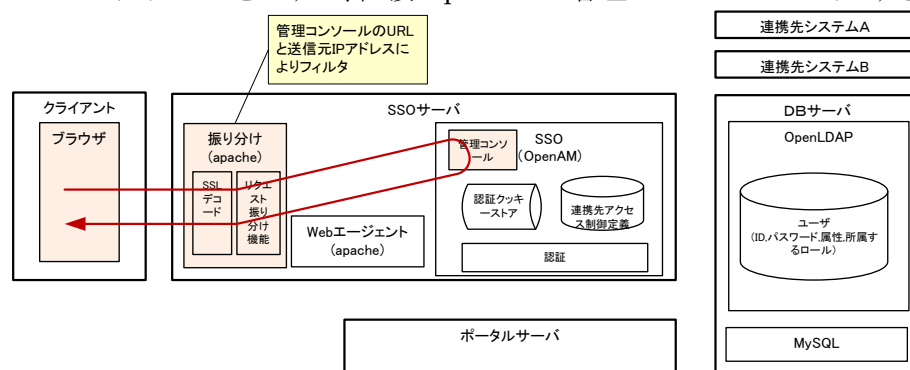 管理コンソールのURL
と送信元IPアドレスに
よりフィルタ
連携先システムA
連携先システムB
クライアント
ブラウザ
SSOサーバ
振り分け
(apache)
SSL
デコ
ード
リクエ
スト
振り
分け
機能
Webエージェント
(apache)
管理コンソ
ール
SSO
(OpenAM)
認証クッキ
ーストア
連携先アクセ
ス制御定義
認証
DBサーバ
OpenLDAP
ユーザ
(ID,パスワード,属性,所属す
るロール)
MySQL
ポータルサーバ